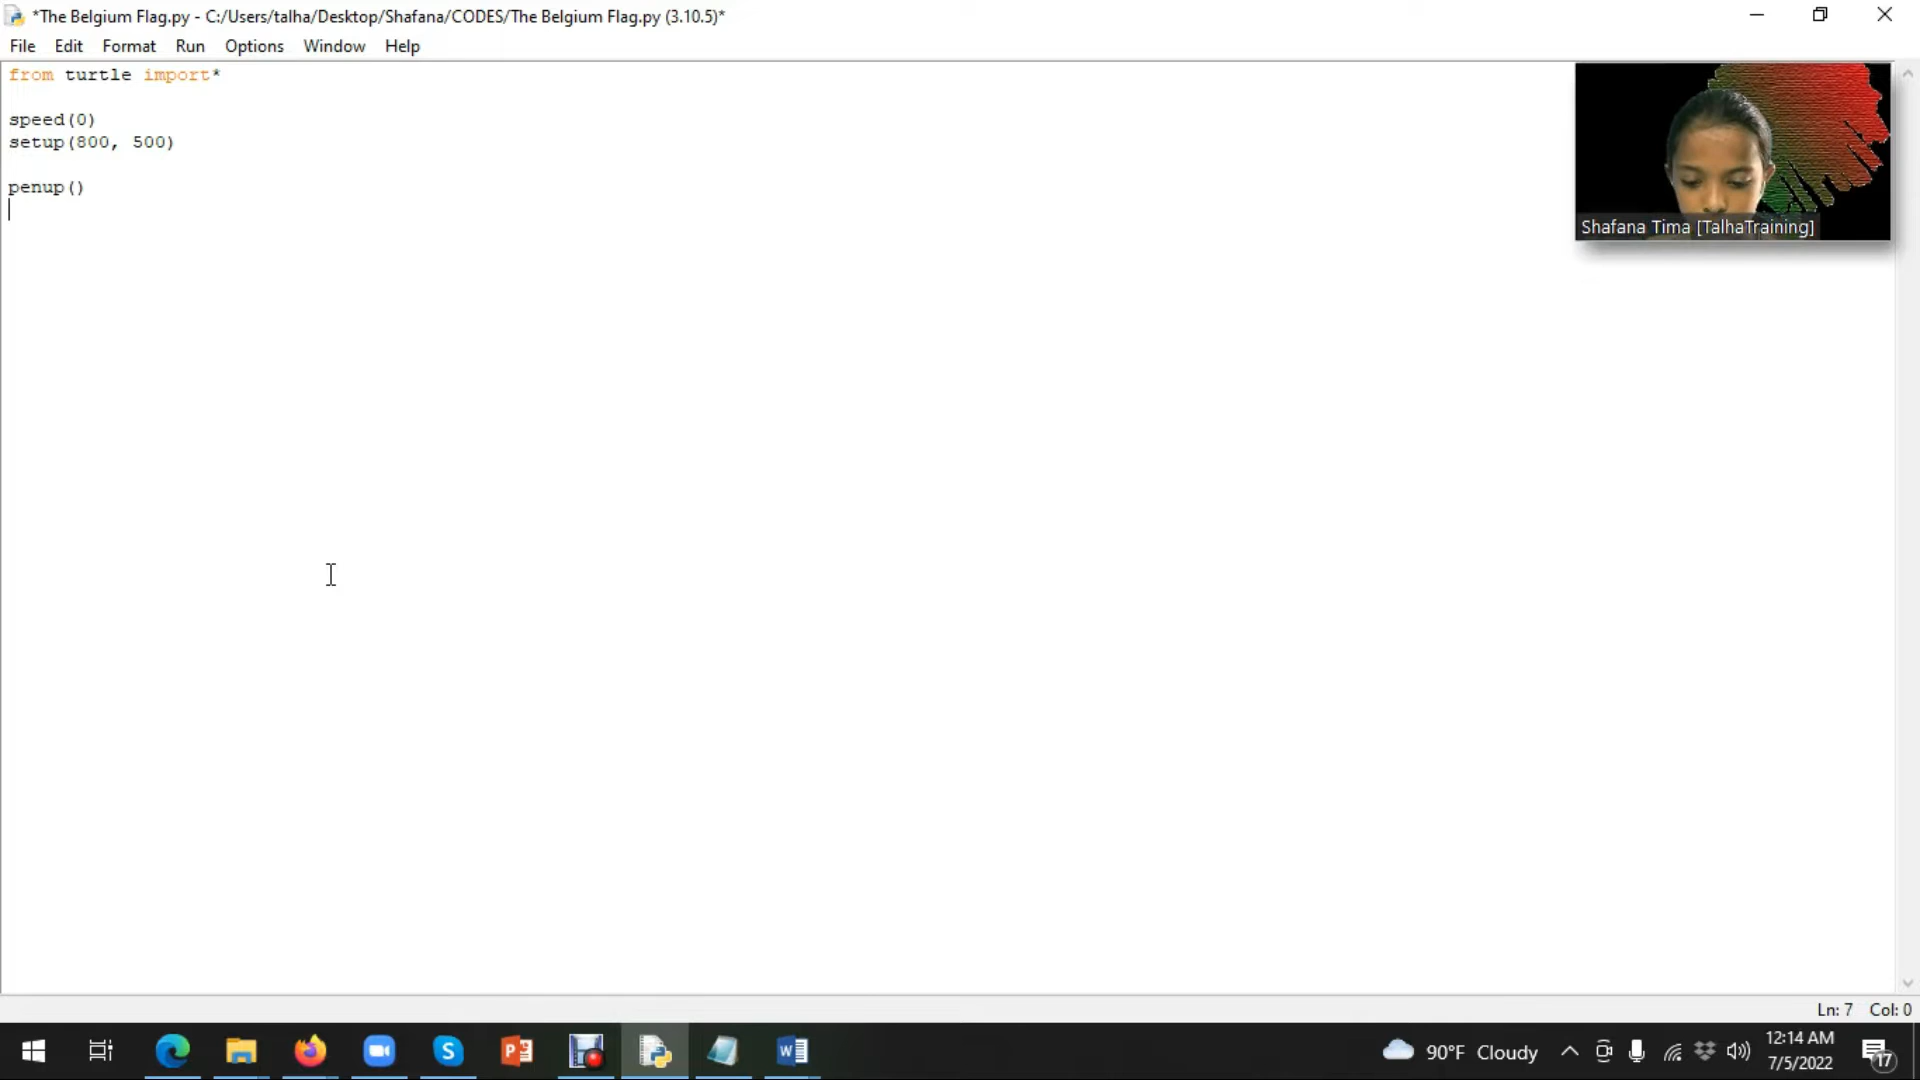 *The Belgium Flag.py - C:/Users/talha/Desktop/Shafana/CODES/The Belgium Flag.py (3.10.5)*
File Edit Format Run Options Window Help
from turtle import*
speed(0)
setup(800, 500)
penup()
Shafana Tima [TalhaTraining]
Ln: 7 Col: 0
90°F Cloudy
12:14 AM
7/5/2022
17